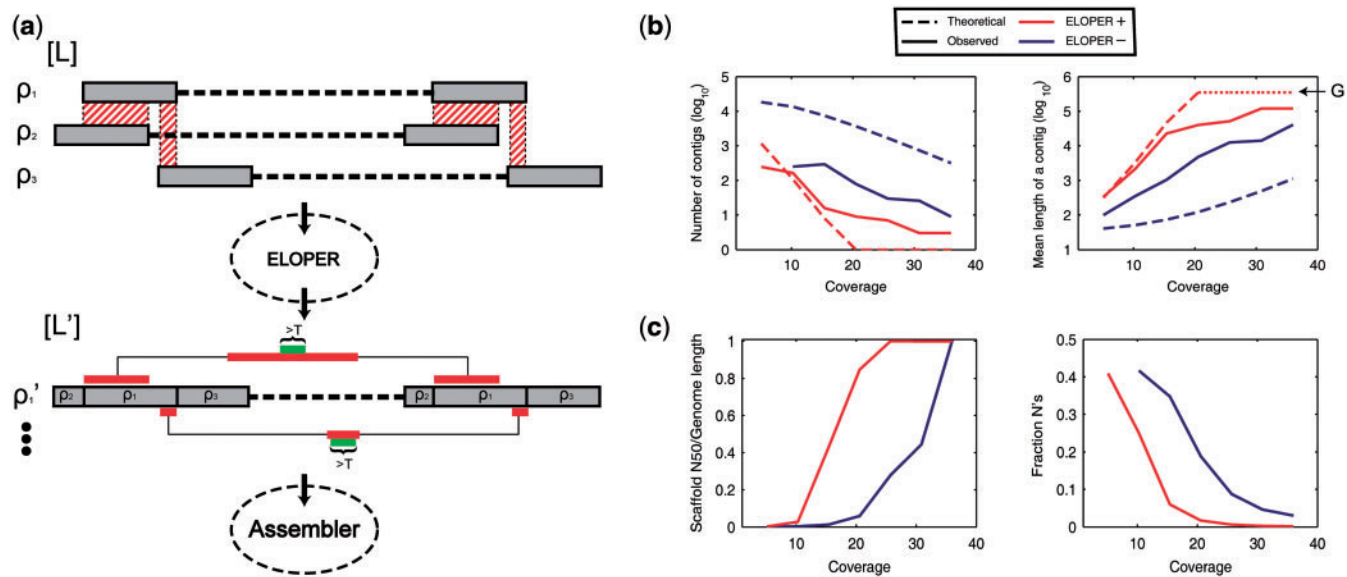 (a)
[L]
ρ1
ρ2
ρ3
ELOPER
[L']
>T
ρ1'
ρ2 ρ1 ρ3 ρ2 ρ1 ρ3
>T
Assembler
(b)
Theoretical ELOPER +
Observed ELOPER −
Number of contigs (log10)
5
4
3
2
1
0
10 20 30 40
Coverage
Mean length of a contig (log10)
6
5
4
3
2
1
10 20 30 40
Coverage
G
(c)
Scaffold N50/Genome length
1
0.8
0.6
0.4
0.2
0
10 20 30 40
Coverage
Fraction N's
0.5
0.4
0.3
0.2
0.1
0
10 20 30 40
Coverage